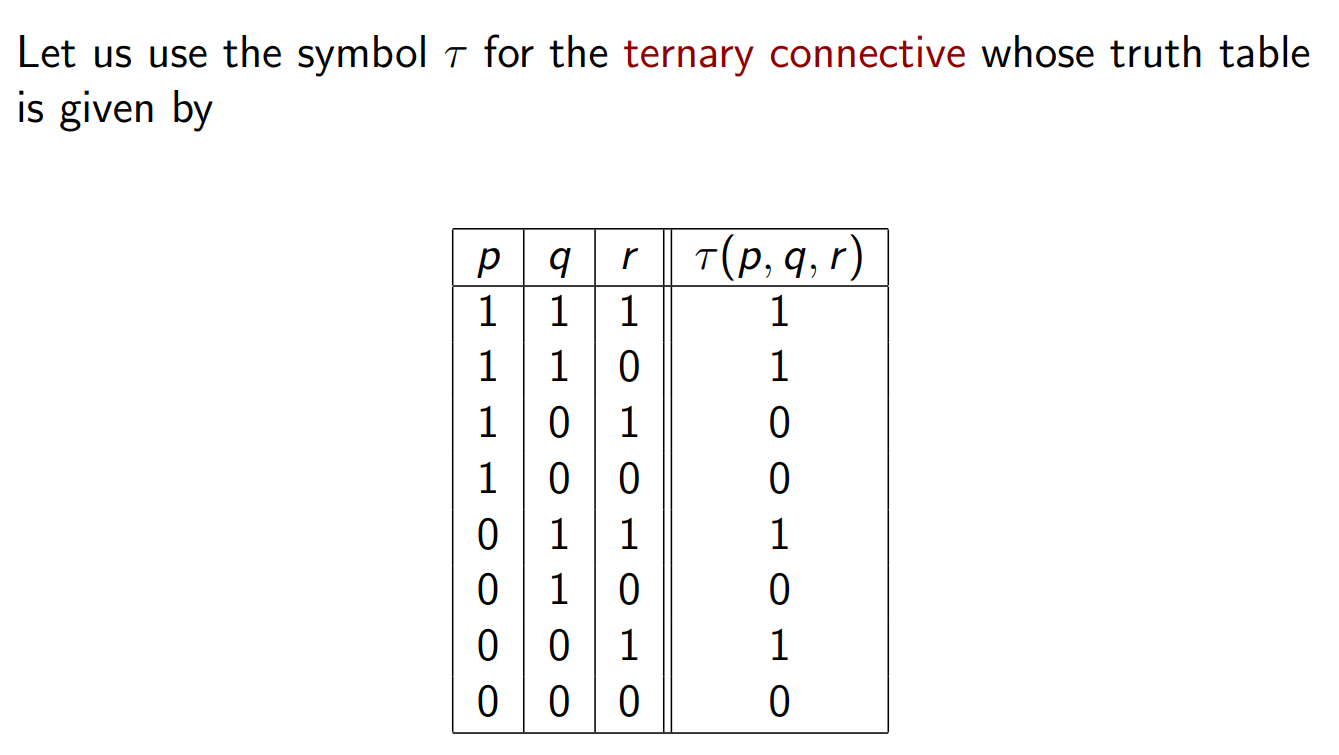 Let us use the symbol τ for the ternary connective whose truth table
is given by
p q r τ(p, q, r)
1 1 1 1
1 1 0 1
1 0 1 0
1 0 0 0
0 1 1 1
0 1 0 0
0 0 1 1
0 0 0 0